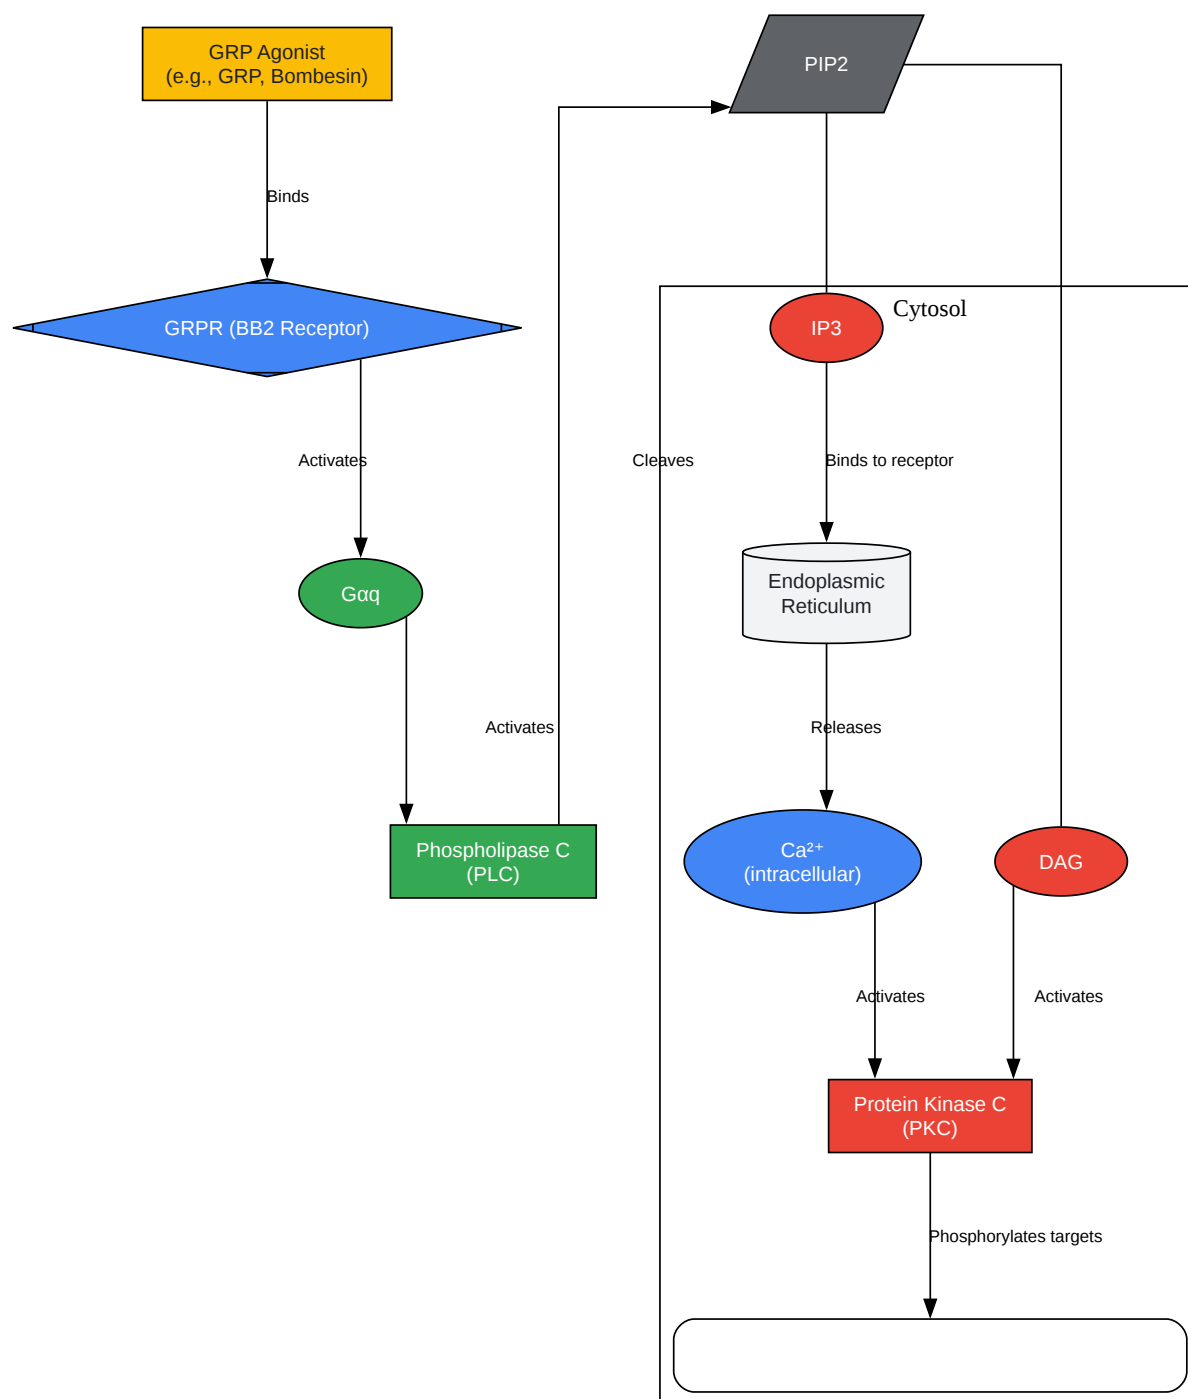 GRP Agonist
(e.g., GRP, Bombesin)
PIP2
Binds
GRPR (BB2 Receptor)
IP3
Cytosol
Activates
Cleaves
Binds to receptor
Gαq
Endoplasmic
Reticulum
Activates
Releases
Phospholipase C
(PLC)
Ca²⁺
(intracellular)
DAG
Activates
Activates
Protein Kinase C
(PKC)
Phosphorylates targets